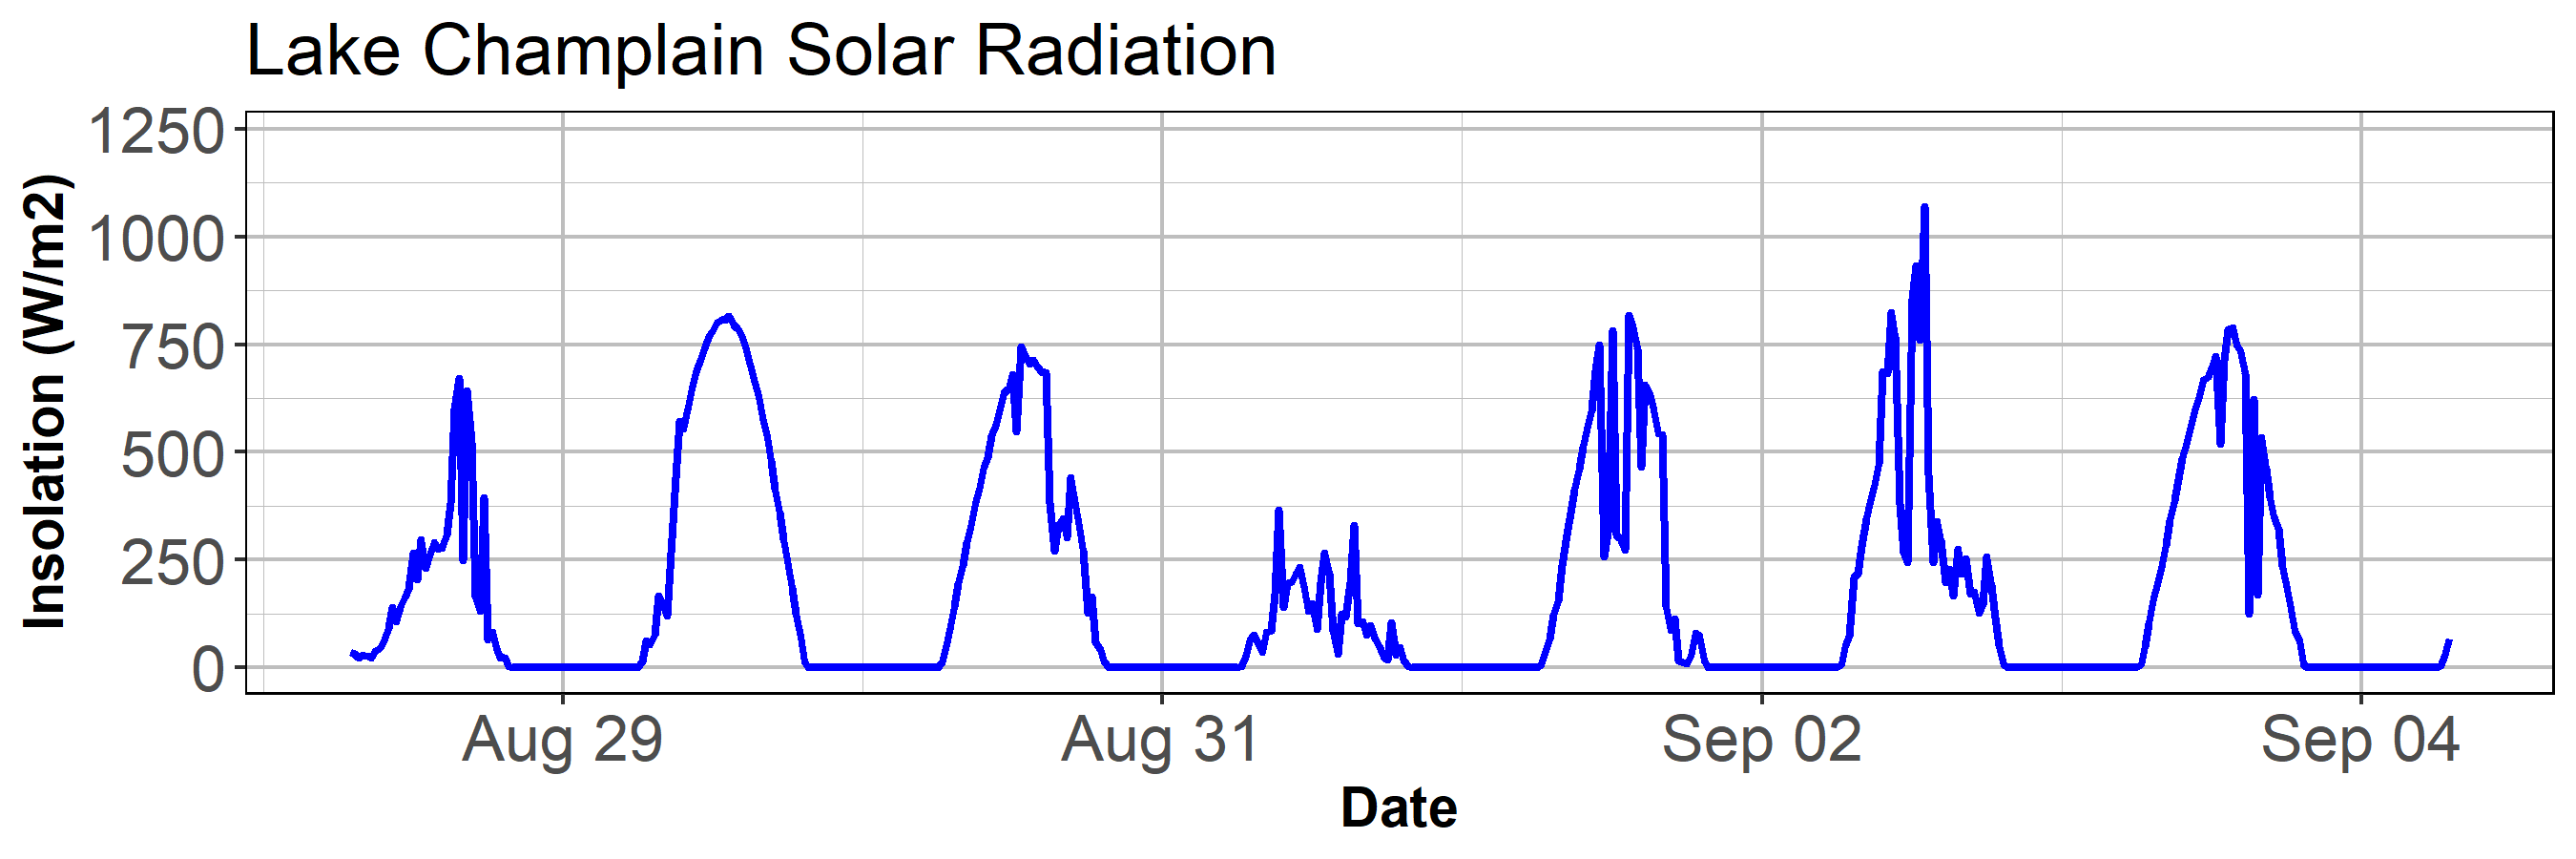 Lake Champlain Solar Radiation
1250
1000
750
500
250
0
Insolation (W/m2)
Aug 29
Aug 31
Sep 02
Sep 04
Date